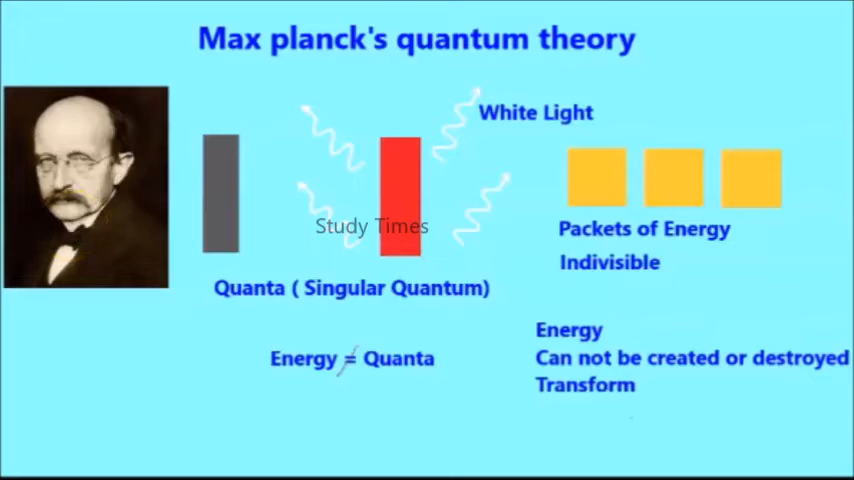 Max planck's quantum theory
White Light
Study Times
Packets of Energy
Indivisible
Quanta ( Singular Quantum)
Energy = Quanta
Energy
Can not be created or destroyed
Transform